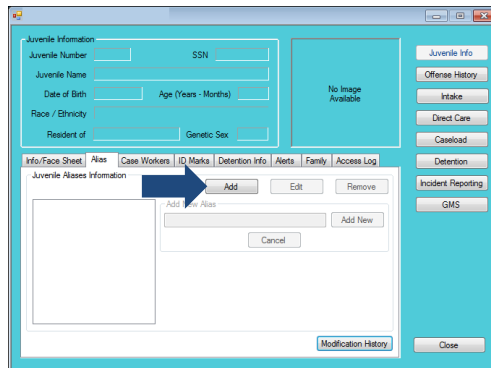 Juvenile Information
Juvenile Number SSN
Juvenile Name
Date of Birth Age (Years - Months)
Race / Ethnicity
Resident of Genetic Sex
No Image
Available
Juvenile Info
Offense History
Intake
Direct Care
Caseload
Detention
Incident Reporting
GMS
Info/Face Sheet Alias Case Workers ID Marks Detention Info Alerts Family Access Log
Juvenile Aliases Information
Add Edit Remove
Add New Alias
Add New
Cancel
Modification History
Close